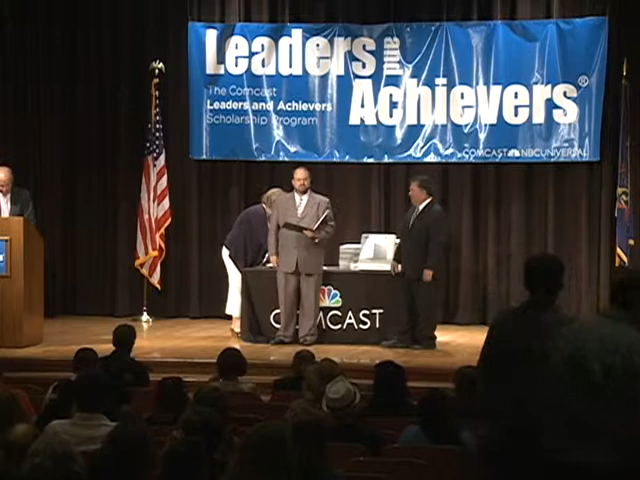 Leaders and
Achievers®
The Comcast
Leaders and Achievers
Scholarship Program
COMCAST NBCUNIVERSAL
COMCAST